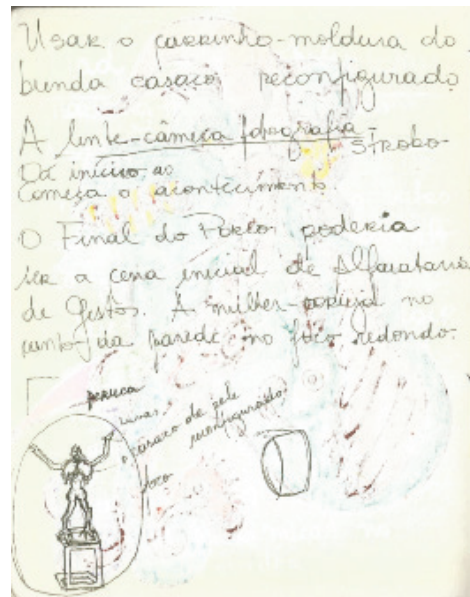 Usar o carrinho-moldura do
bunda casaco reconfigurado
A lente-câmera fotografia-
STROBO
Dá início ao
Começa o acontecimento.
O Final do Porco poderia
ser a cena inicial de Alfaiataria
de Gestos. A mulher-coruja no
canto da parede no foco redondo.
peruca
luvas
casaco de pele
reconfigurado
foco